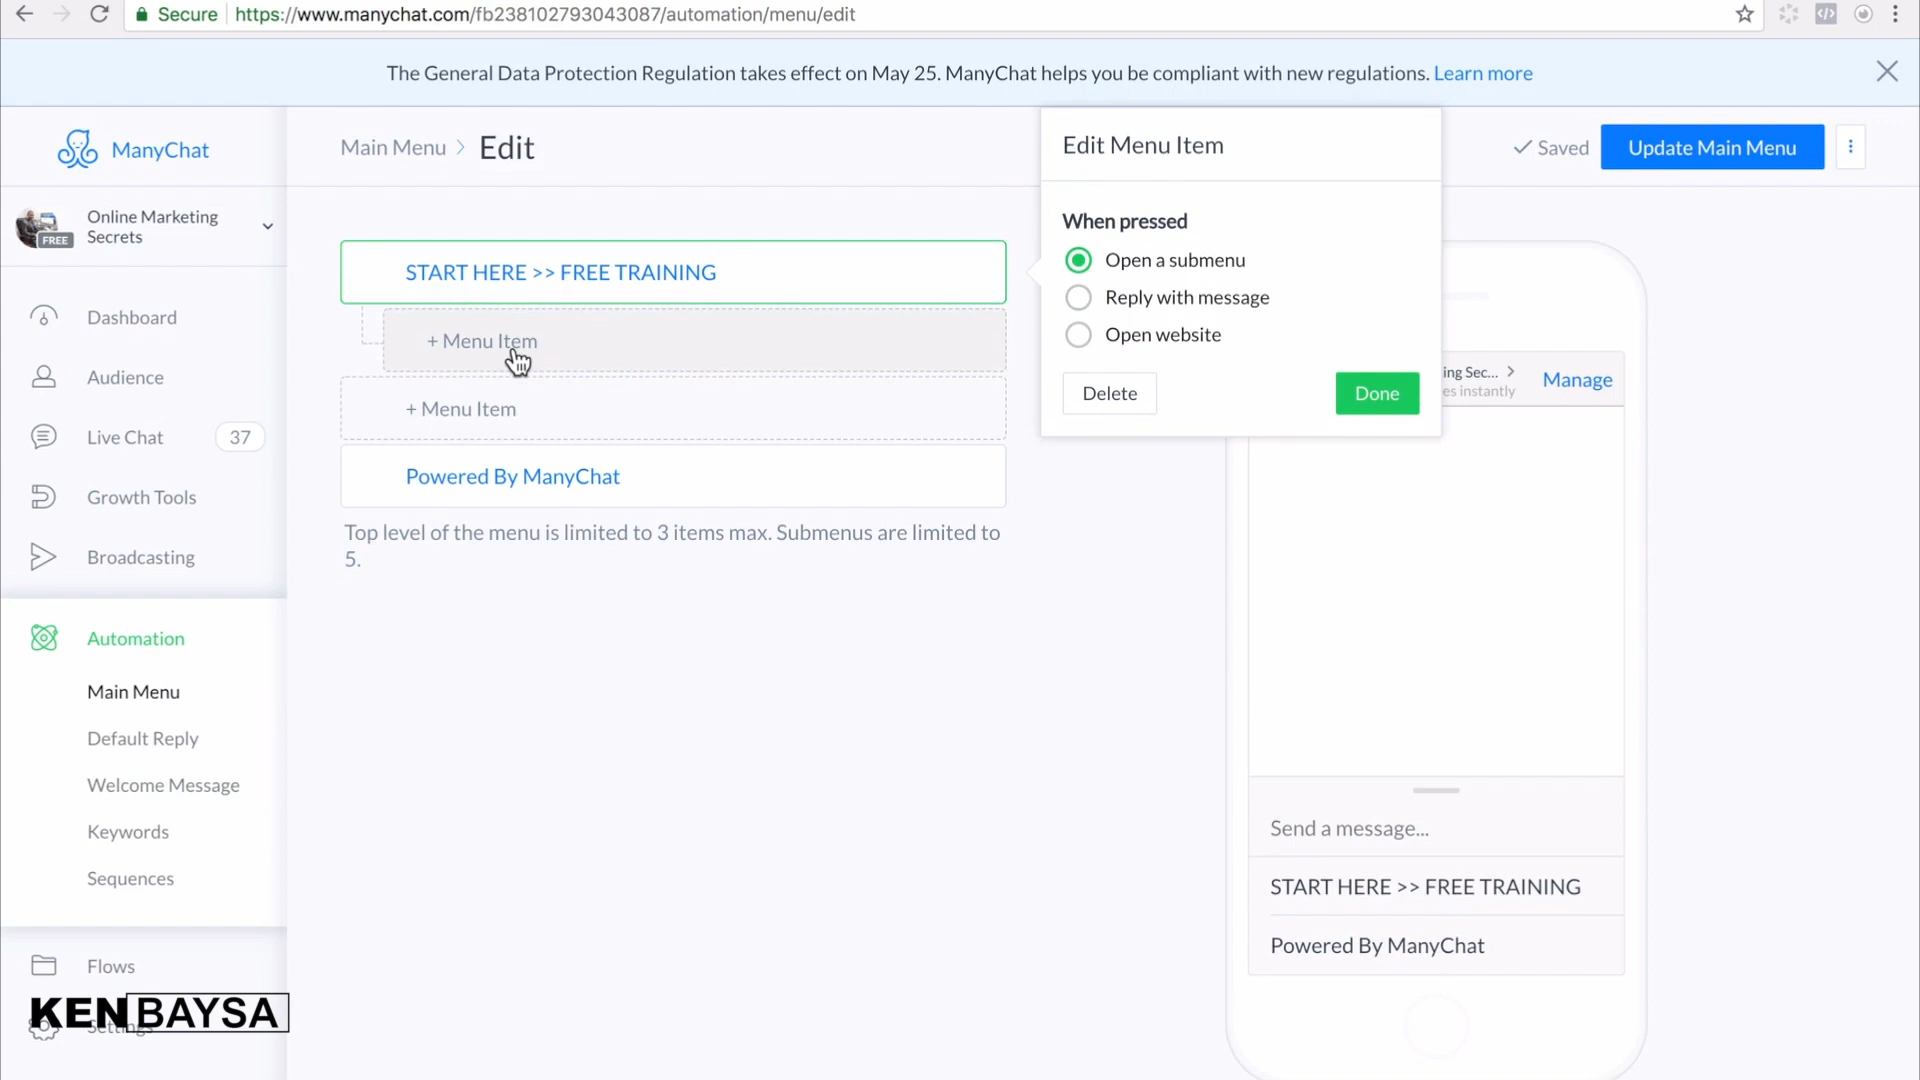 Secure https://www.manychat.com/fb238102793043087/automation/menu/edit
The General Data Protection Regulation takes effect on May 25. ManyChat helps you be compliant with new regulations. Learn more
ManyChat
Main Menu > Edit
Edit Menu Item
Saved
Update Main Menu
Online Marketing
Secrets
FREE
START HERE >> FREE TRAINING
+ Menu Item
+ Menu Item
Powered By ManyChat
Top level of the menu is limited to 3 items max. Submenus are limited to
5.
When pressed
Open a submenu
Reply with message
Open website
Delete
Done
Dashboard
Audience
Live Chat 37
Growth Tools
Broadcasting
Automation
Main Menu
Default Reply
Welcome Message
Keywords
Sequences
Flows
Settings
KENBAYSA
ing Sec... >
es instantly
Manage
Send a message...
START HERE >> FREE TRAINING
Powered By ManyChat